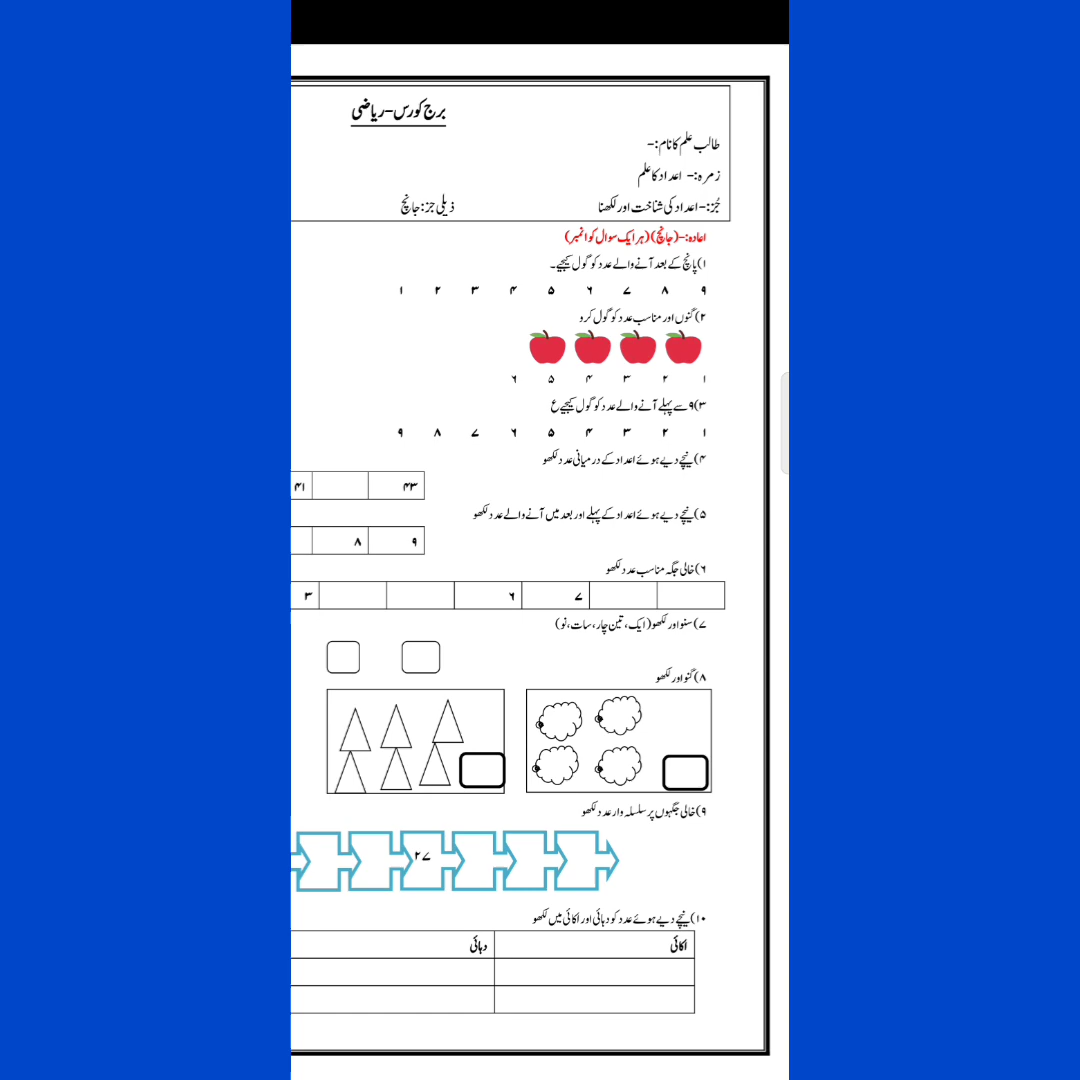 برج کورس-ریاضی
طالب علم کا نام:-
زمرہ:- اعداد کا علم
جُز:- اعداد کی شناخت اور لکھنا ذیلی جز: جانچ
اعادہ:-(جانچ)(ہر ایک سوال کو انمبر)
۱)پانچ کے بعد آنے والے عدد کو گول کیجیے۔
۹ ۸ ۷ ۶ ۵ ۴ ۳ ۲ ۱
۲)گنوں اور مناسب عدد کو گول کرو
۱ ۲ ۳ ۴ ۵ ۶
۳)۹ سے پہلے آنے والے عدد کو گول کیجیے ع
۱ ۲ ۳ ۴ ۵ ۶ ۷ ۸ ۹
۴)نیچے دیے ہوئے اعداد کے درمیانی عدد لکھو
۴۳ ۴۱
۵)نیچے دیے ہوئے اعداد کے پہلے اور بعد میں آنے والے عدد لکھو
۹ ۸
۶)خالی جگہ مناسب عدد لکھو
۷ ۶ ۳
۷)سنو اور لکھو(ایک، تین چار، سات، نو)
۸)گنو اور لکھو
۹)خالی جگہوں پر سلسلہ وار عدد لکھو
۲۷
۱۰)نیچے دیے ہوئے عدد کو دہائی اور اکائی میں لکھو
اکائی دہائی